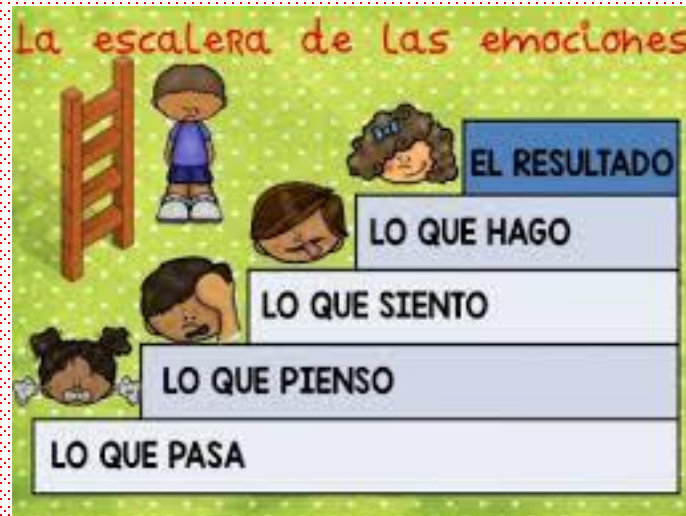 La escalera de las emociones
EL RESULTADO
LO QUE HAGO
LO QUE SIENTO
LO QUE PIENSO
LO QUE PASA